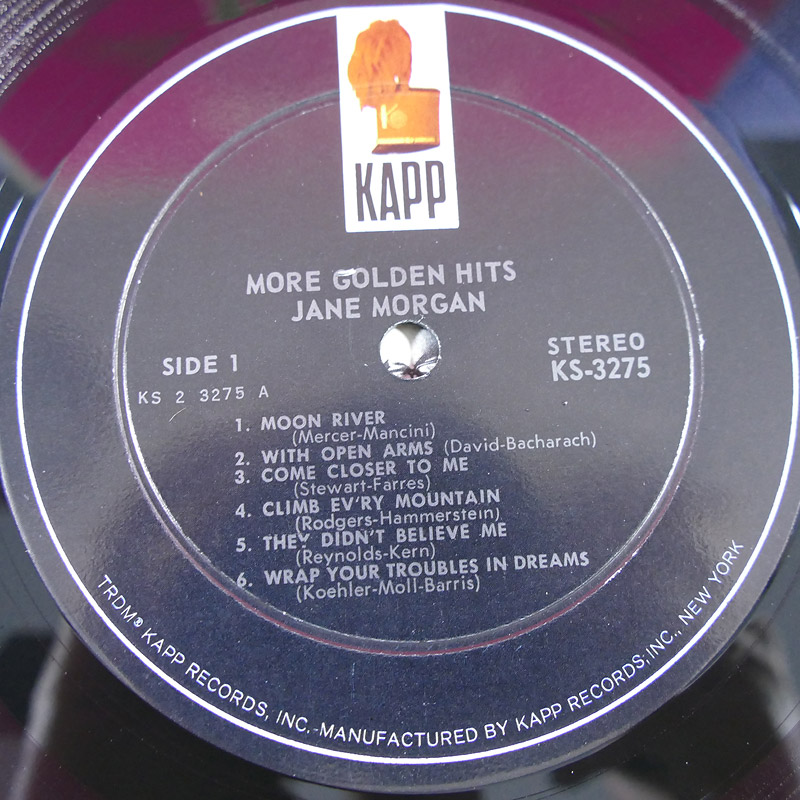 KAPP
MORE GOLDEN HITS
JANE MORGAN
SIDE 1
KS 2 3275 A
STEREO
KS-3275
1. MOON RIVER
(Mercer-Mancini)
2. WITH OPEN ARMS (David-Bacharach)
3. COME CLOSER TO ME
(Stewart-Farres)
4. CLIMB EV'RY MOUNTAIN
(Rodgers-Hammerstein)
5. THEY DIDN'T BELIEVE ME
(Reynolds-Kern)
6. WRAP YOUR TROUBLES IN DREAMS
(Koehler-Moll-Barris)
TRDM® KAPP RECORDS, INC.-MANUFACTURED BY KAPP RECORDS, INC., NEW YORK